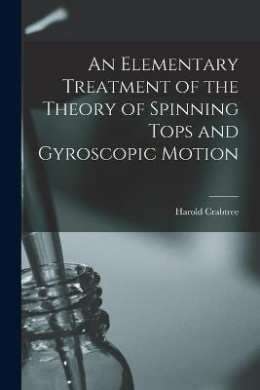 An Elementary
Treatment of the
Theory of Spinning
Tops and
Gyroscopic Motion
Harold Crabtree